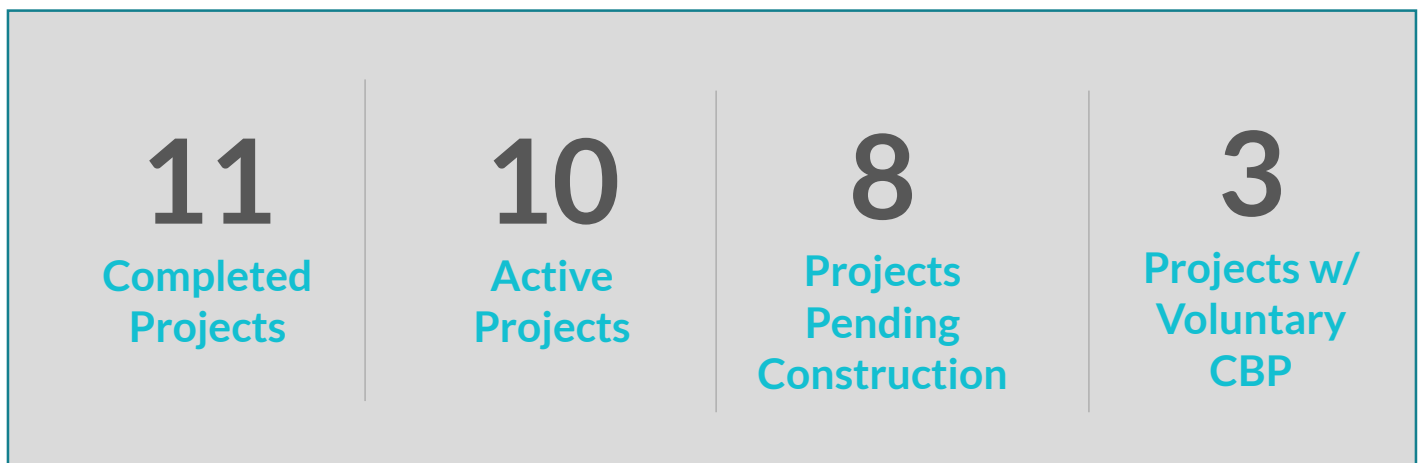 11
Completed
Projects
10
Active
Projects
8
Projects
Pending
Construction
3
Projects w/
Voluntary
CBP